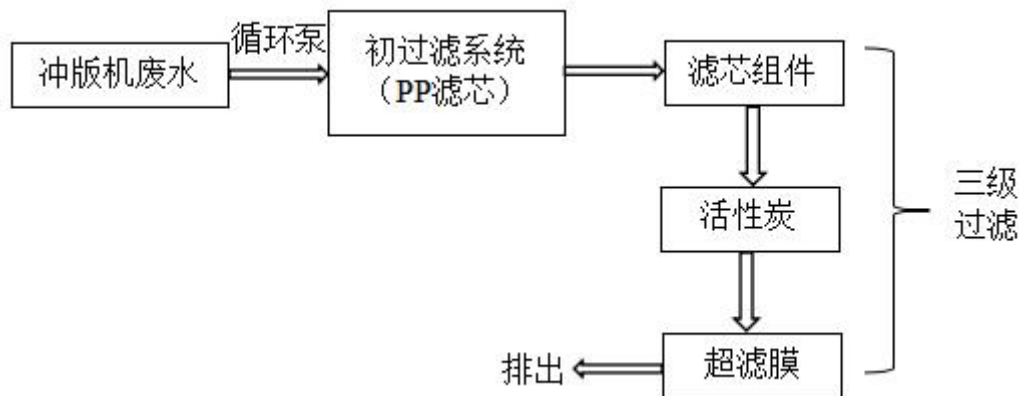 冲版机废水
循环泵
初过滤系统
（PP滤芯）
滤芯组件
活性炭
超滤膜
排出
三级
过滤